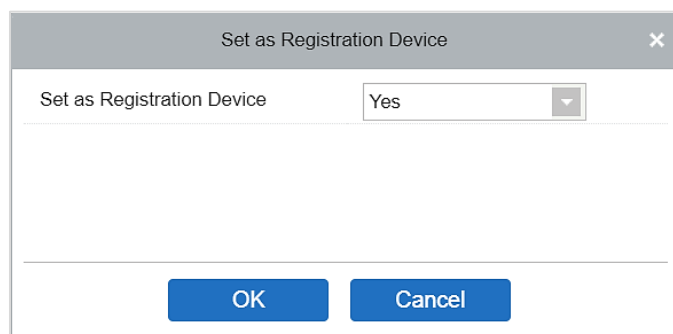 Set as Registration Device
Set as Registration Device Yes
OK Cancel